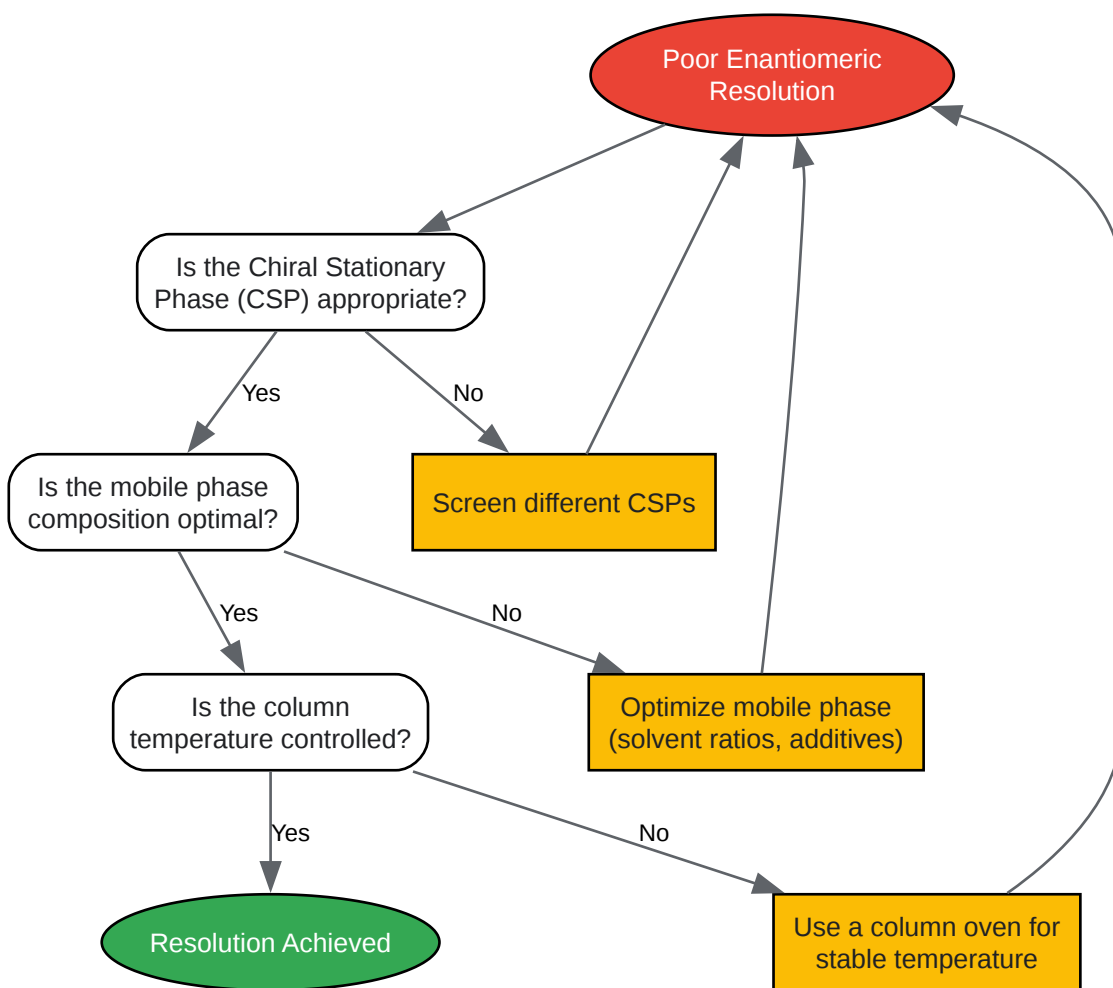 Poor Enantiomeric
Resolution
Is the Chiral Stationary
Phase (CSP) appropriate?
Yes
No
Is the mobile phase
composition optimal?
Screen different CSPs
Yes
No
Is the column
temperature controlled?
Optimize mobile phase
(solvent ratios, additives)
Yes
No
Resolution Achieved
Use a column oven for
stable temperature